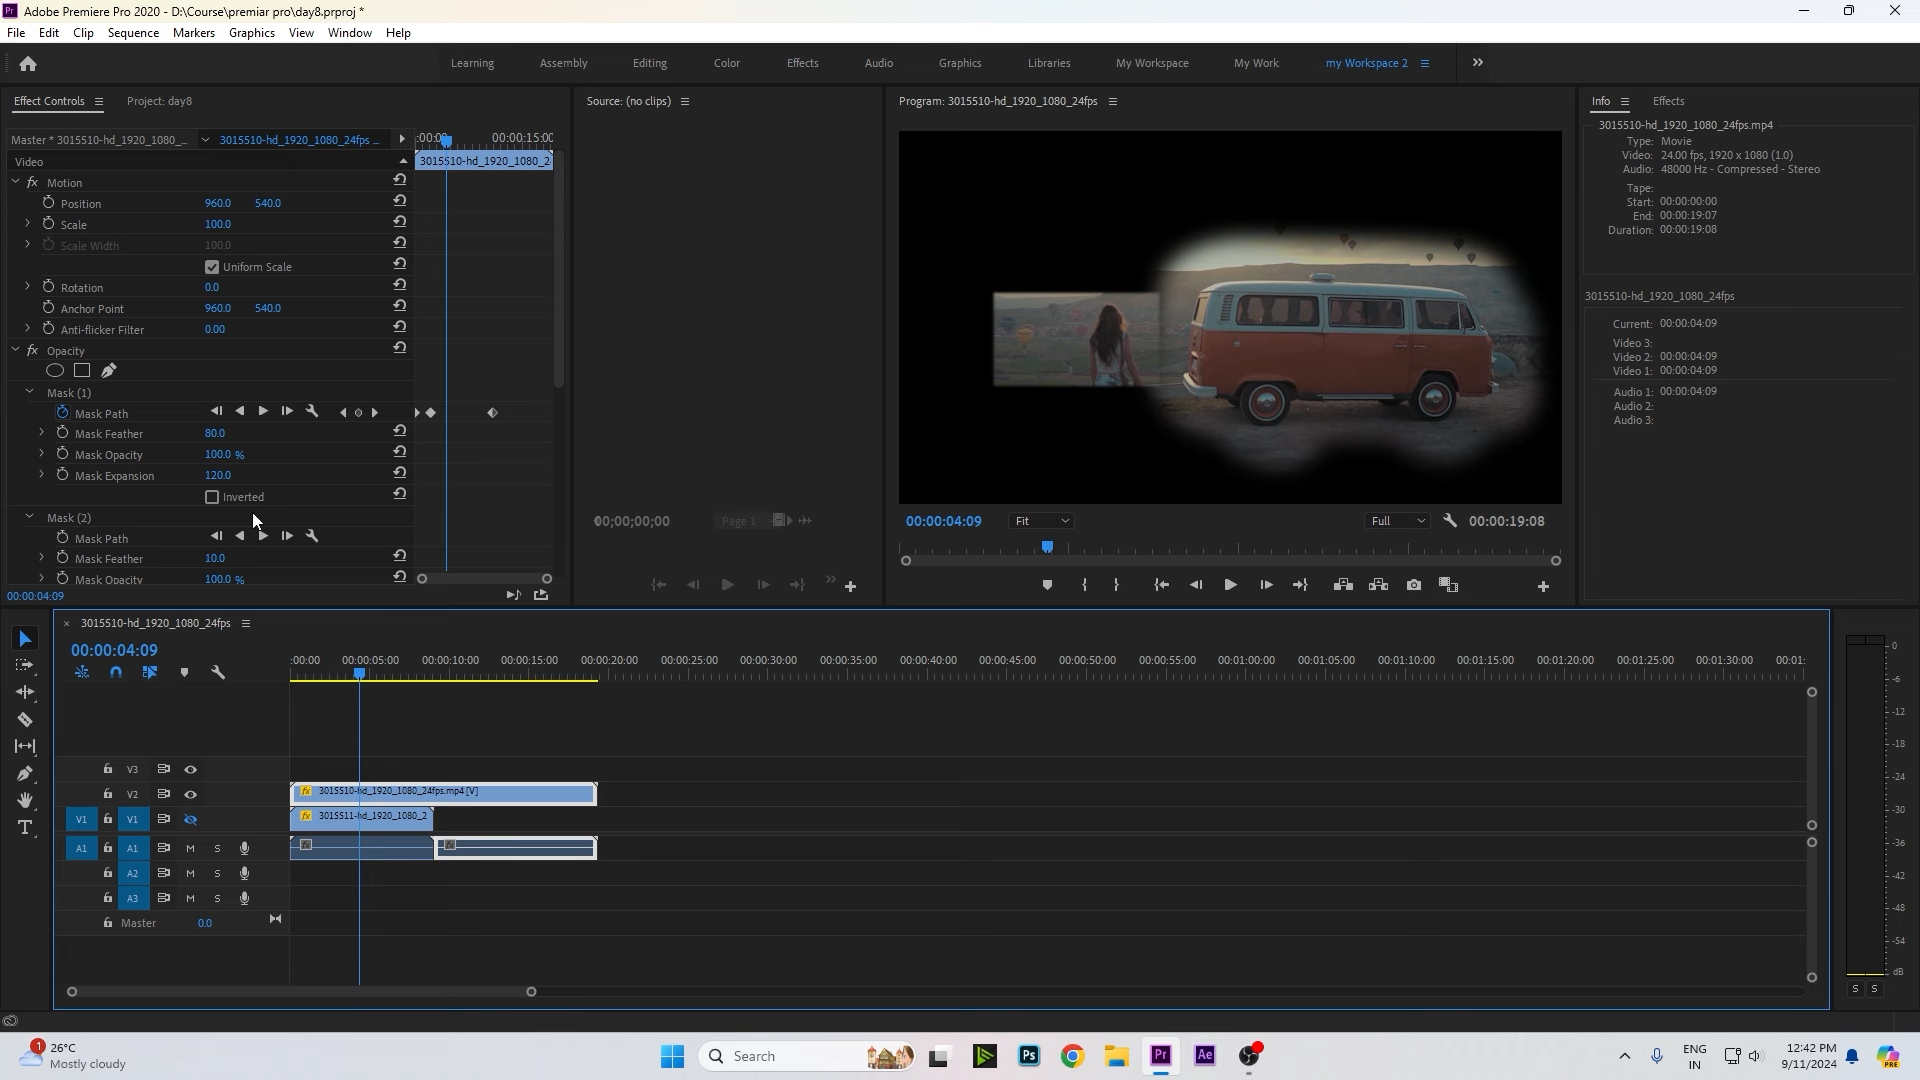 Adobe Premiere Pro 2020 - D:\Course\premiar pro\day8.prproj *
File Edit Clip Sequence Markers Graphics View Window Help
Learning Assembly Editing Color Effects Audio Graphics Libraries My Workspace My Work my Workspace 2
Effect Controls Project: day8 Source: (no clips) Program: 3015510-hd_1920_1080_24fps Info Effects
Master * 3015510-hd_1920_1080_... 3015510-hd_1920_1080_24fps ... :00:00 00:00:15:00
Video 3015510-hd_1920_1080_2
Motion
Position 960.0 540.0
Scale 100.0
Scale Width 100.0
Uniform Scale
Rotation 0.0
Anchor Point 960.0 540.0
Anti-flicker Filter 0.00
Opacity
Mask (1)
Mask Path
Mask Feather 80.0
Mask Opacity 100.0 %
Mask Expansion 120.0
Inverted
Mask (2)
Mask Path
Mask Feather 10.0
Mask Opacity 100.0 %
00:00:04:09
00;00;00;00 Page 1
00:00:04:09 Fit Full 00:00:19:08
3015510-hd_1920_1080_24fps.mp4
Type: Movie
Video: 24.00 fps, 1920 x 1080 (1.0)
Audio: 48000 Hz - Compressed - Stereo
Tape:
Start: 00:00:00:00
End: 00:00:19:07
Duration: 00:00:19:08
3015510-hd_1920_1080_24fps
Current: 00:00:04:09
Video 3:
Video 2: 00:00:04:09
Video 1: 00:00:04:09
Audio 1: 00:00:04:09
Audio 2:
Audio 3:
3015510-hd_1920_1080_24fps
00:00:04:09
:00:00 00:00:05:00 00:00:10:00 00:00:15:00 00:00:20:00 00:00:25:00 00:00:30:00 00:00:35:00 00:00:40:00 00:00:45:00 00:00:50:00 00:00:55:00 00:01:00:00 00:01:05:00 00:01:10:00 00:01:15:00 00:01:20:00 00:01:25:00 00:01:30:00 00:01:
V3
V2 fx 3015510-hd_1920_1080_24fps.mp4 [V]
V1 V1 fx 3015511-hd_1920_1080_2
A1 A1 M S fx fx
A2 M S
A3 M S
Master 0.0
0
-6
-12
-18
-24
-30
-36
-42
-48
-54
dB
S S
1
26°C
Mostly cloudy
Search
Ps Pr Ae
ENG
IN
12:42 PM
9/11/2024
PRE